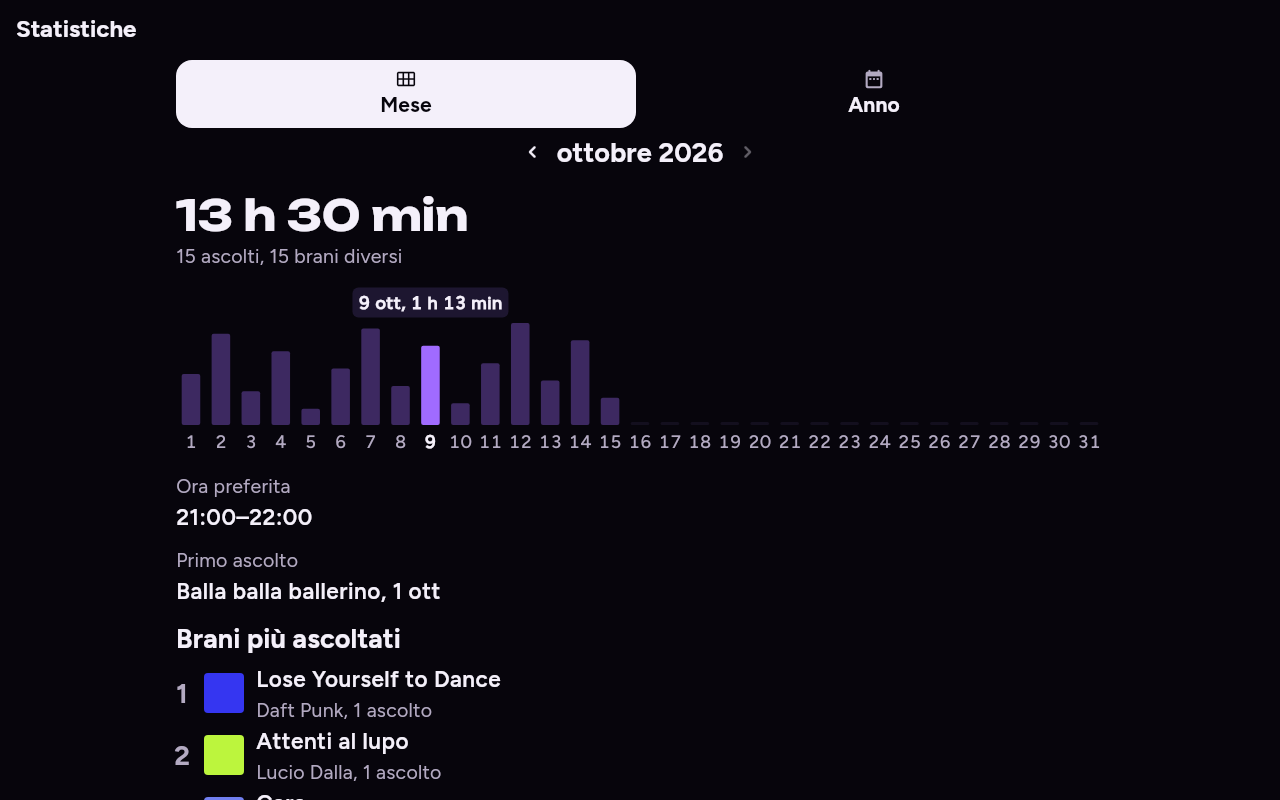 Statistiche
Mese
Anno
ottobre 2026
13 h 30 min
15 ascolti, 15 brani diversi
9 ott, 1 h 13 min
1 2 3 4 5 6 7 8 9 10 11 12 13 14 15 16 17 18 19 20 21 22 23 24 25 26 27 28 29 30 31
Ora preferita
21:00–22:00
Primo ascolto
Balla balla ballerino, 1 ott
Brani più ascoltati
1
Lose Yourself to Dance
Daft Punk, 1 ascolto
2
Attenti al lupo
Lucio Dalla, 1 ascolto